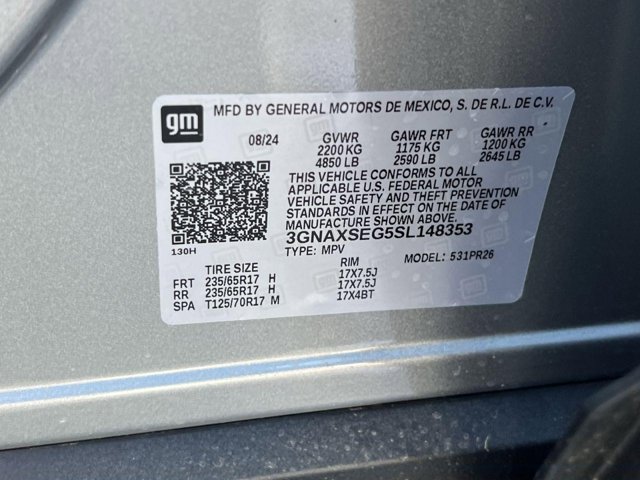 gm
MFD BY GENERAL MOTORS DE MEXICO, S. DE R.L. DE C.V.
08/24 GVWR GAWR FRT GAWR RR
2200 KG 1175 KG 1200 KG
4850 LB 2590 LB 2645 LB
THIS VEHICLE CONFORMS TO ALL
APPLICABLE U.S. FEDERAL MOTOR
VEHICLE SAFETY AND THEFT PREVENTION
STANDARDS IN EFFECT ON THE DATE OF
MANUFACTURE SHOWN ABOVE.
3GNAXSEG5SL148353
130H TYPE: MPV MODEL: 531PR26
TIRE SIZE RIM
FRT 235/65R17 H 17X7.5J
RR 235/65R17 H 17X7.5J
SPA T125/70R17 M 17X4BT